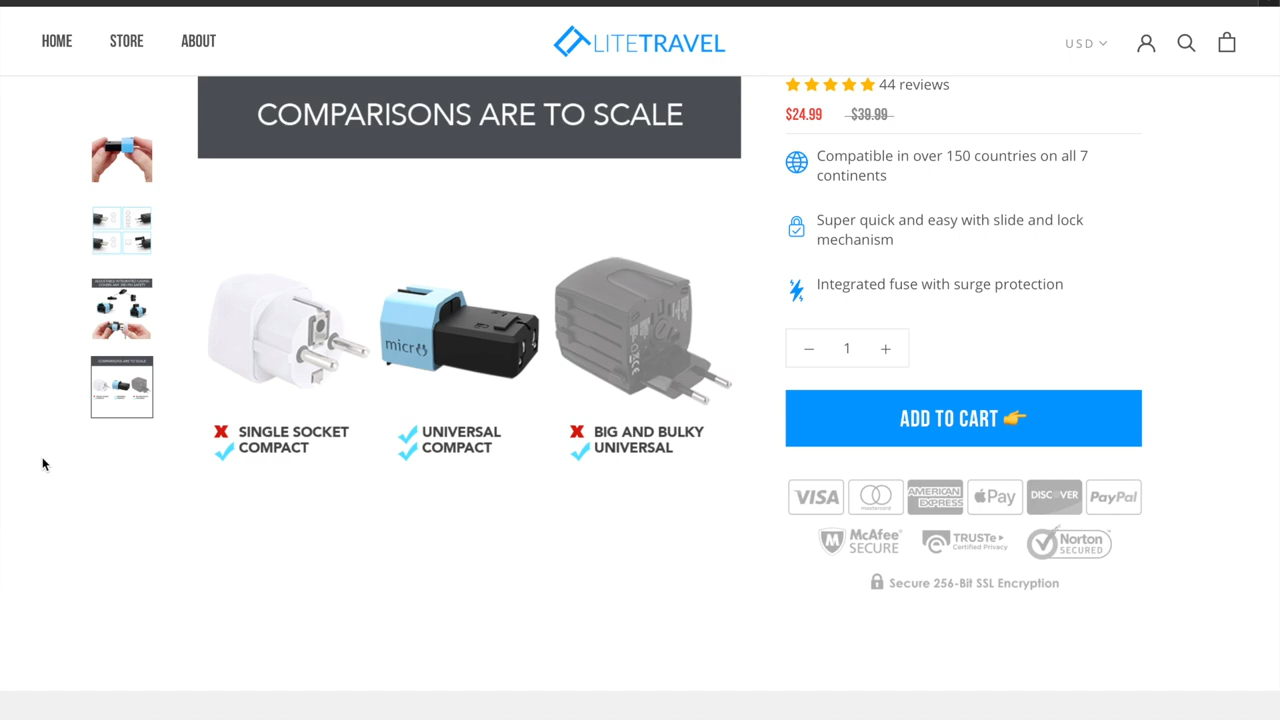 HOME STORE ABOUT
LITETRAVEL
USD
COMPARISONS ARE TO SCALE
44 reviews
$24.99 $39.99
Compatible in over 150 countries on all 7
continents
Super quick and easy with slide and lock
mechanism
Integrated fuse with surge protection
micro
SINGLE SOCKET
COMPACT
UNIVERSAL
COMPACT
BIG AND BULKY
UNIVERSAL
1
ADD TO CART
VISA
mastercard
AMERICAN
EXPRESS
Pay
DISCOVER
PayPal
McAfee
SECURE
TRUSTe
Certified Privacy
Norton
SECURED
Secure 256-Bit SSL Encryption